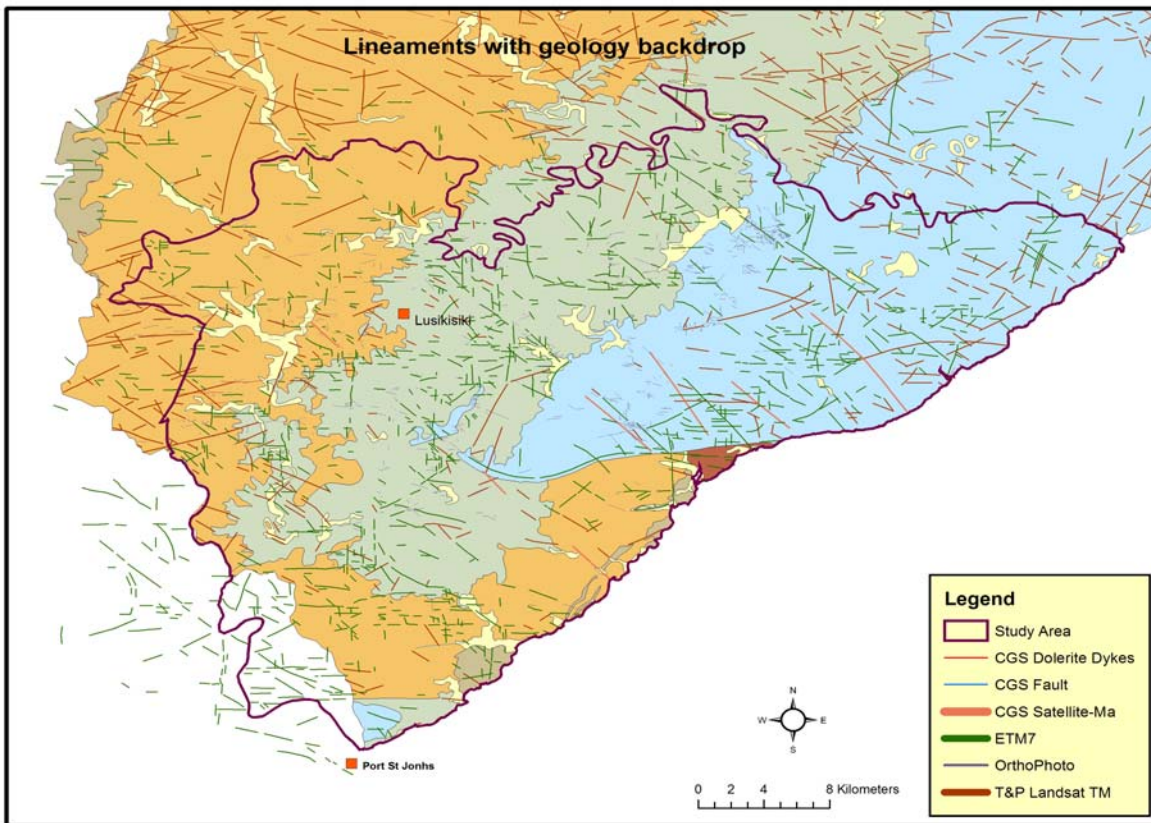 Lineaments with geology backdrop
Lusikisiki
Port St Jonhs
N
W E
S
0 2 4 8 Kilometers
Legend
Study Area
CGS Dolerite Dykes
CGS Fault
CGS Satellite-Ma
ETM7
OrthoPhoto
T&P Landsat TM